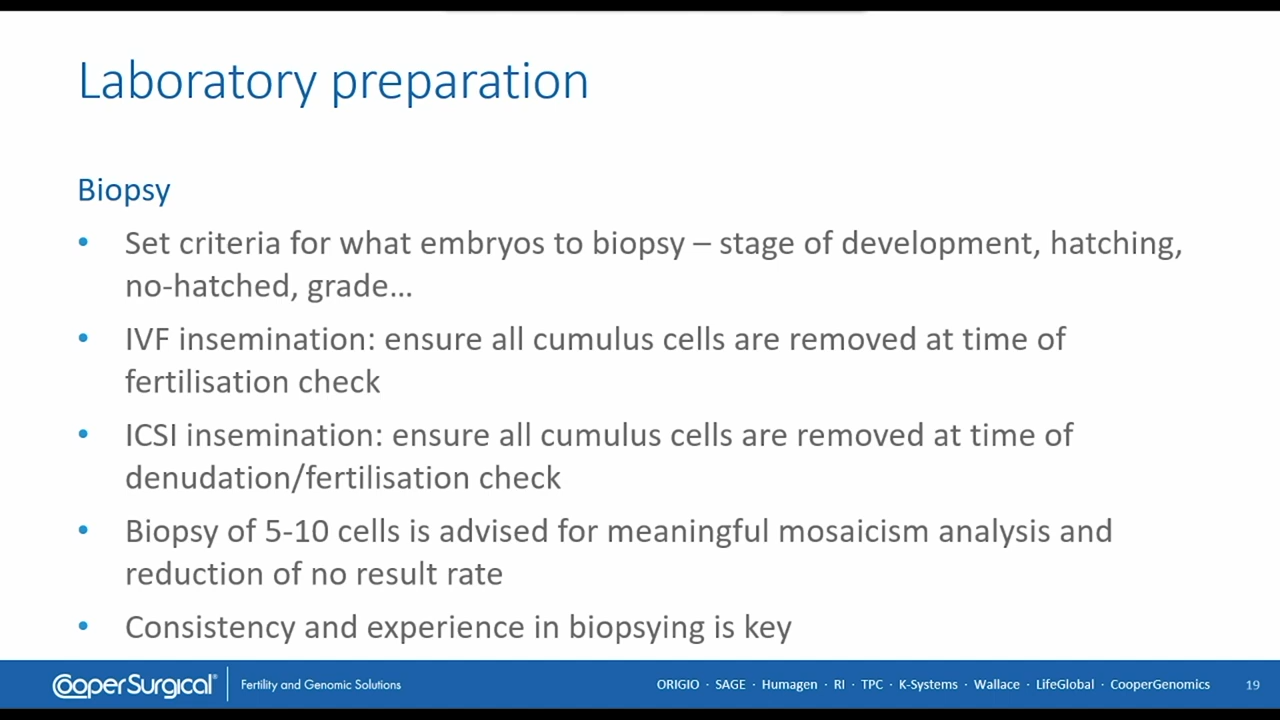 Laboratory preparation
Biopsy
• Set criteria for what embryos to biopsy – stage of development, hatching,
no-hatched, grade…
• IVF insemination: ensure all cumulus cells are removed at time of
fertilisation check
• ICSI insemination: ensure all cumulus cells are removed at time of
denudation/fertilisation check
• Biopsy of 5-10 cells is advised for meaningful mosaicism analysis and
reduction of no result rate
• Consistency and experience in biopsying is key
CooperSurgical® Fertility and Genomic Solutions ORIGIO · SAGE · Humagen · RI · TPC · K-Systems · Wallace · LifeGlobal · CooperGenomics 19